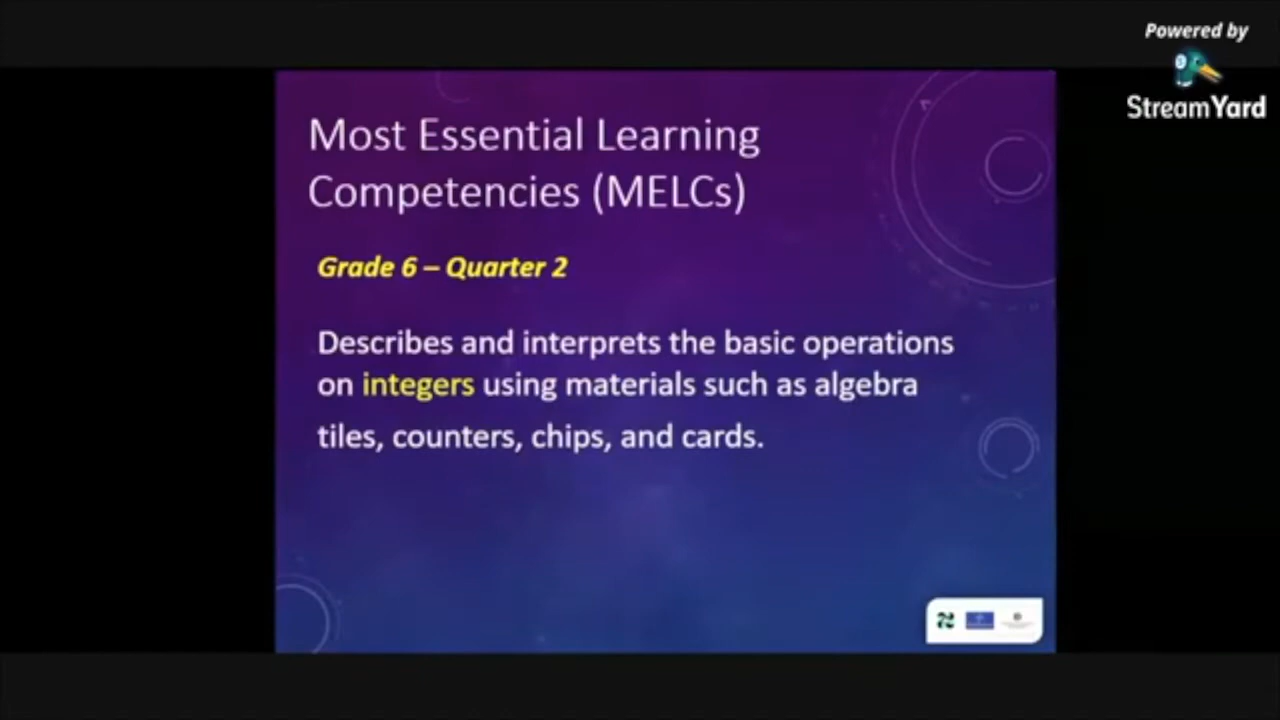 Powered by
StreamYard
Most Essential Learning
Competencies (MELCs)
Grade 6 – Quarter 2
Describes and interprets the basic operations
on integers using materials such as algebra
tiles, counters, chips, and cards.